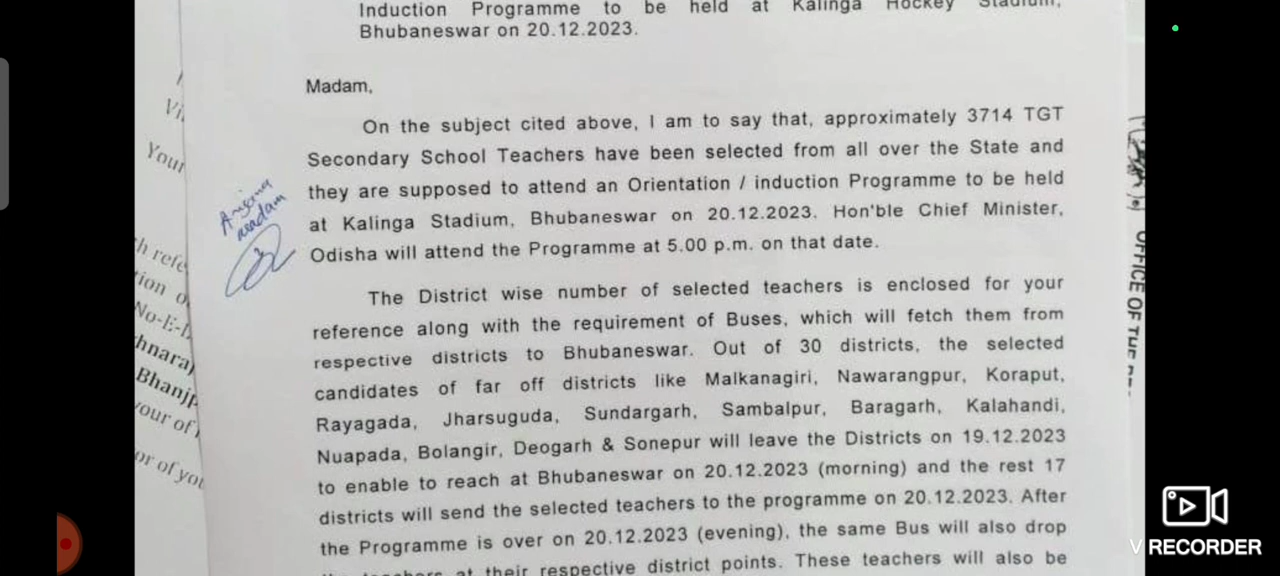 Induction Programme to be held at Kalinga Hockey Stadium,
Bhubaneswar on 20.12.2023.
Madam,
On the subject cited above, I am to say that, approximately 3714 TGT
Secondary School Teachers have been selected from all over the State and
they are supposed to attend an Orientation / induction Programme to be held
at Kalinga Stadium, Bhubaneswar on 20.12.2023. Hon'ble Chief Minister,
Odisha will attend the Programme at 5.00 p.m. on that date.
The District wise number of selected teachers is enclosed for your
reference along with the requirement of Buses, which will fetch them from
respective districts to Bhubaneswar. Out of 30 districts, the selected
candidates of far off districts like Malkanagiri, Nawarangpur, Koraput,
Rayagada, Jharsuguda, Sundargarh, Sambalpur, Baragarh, Kalahandi,
Nuapada, Bolangir, Deogarh & Sonepur will leave the Districts on 19.12.2023
to enable to reach at Bhubaneswar on 20.12.2023 (morning) and the rest 17
districts will send the selected teachers to the programme on 20.12.2023. After
the Programme is over on 20.12.2023 (evening), the same Bus will also drop
teachers at their respective district points. These teachers will also be
madam
Your
No-E-
your of
or of you
OFFICE OF THE
V RECORDER